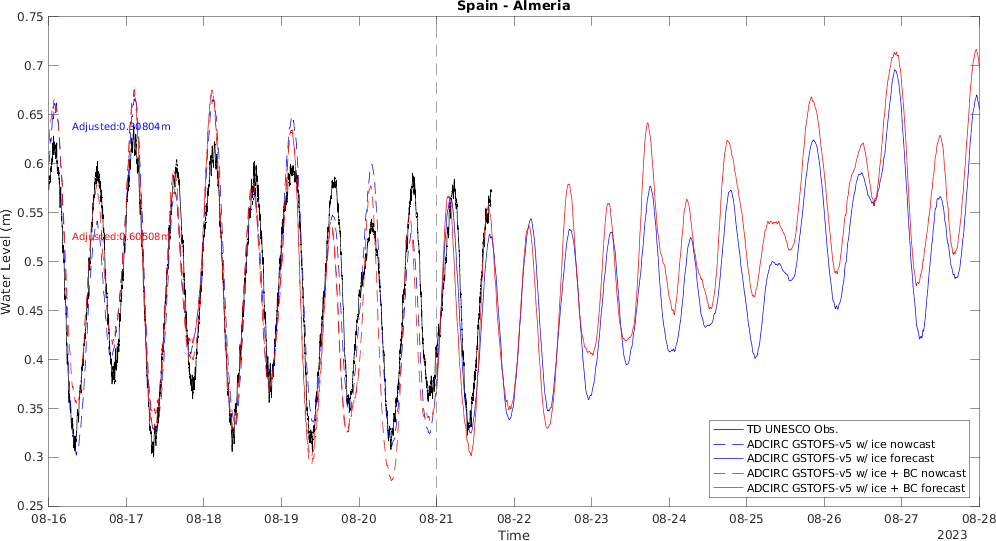 Spain - Almeria
0.75
0.7
0.65
0.6
0.55
0.5
0.45
0.4
0.35
0.3
0.25
Water Level (m)
Adjusted:0.30804m
Adjusted:0.60508m
TD UNESCO Obs.
ADCIRC GSTOFS-v5 w/ ice nowcast
ADCIRC GSTOFS-v5 w/ ice forecast
ADCIRC GSTOFS-v5 w/ ice + BC nowcast
ADCIRC GSTOFS-v5 w/ ice + BC forecast
08-16 08-17 08-18 08-19 08-20 08-21 08-22 08-23 08-24 08-25 08-26 08-27 08-28
Time
2023